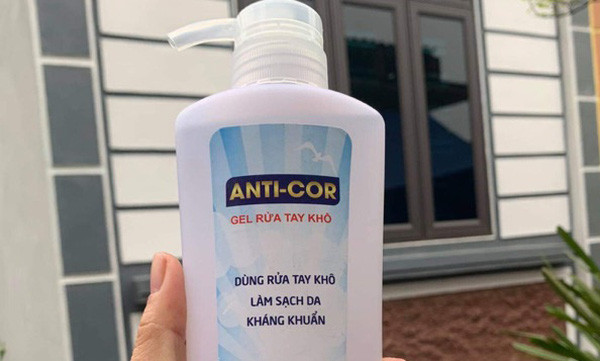 ANTI-COR
GEL RỬA TAY KHÔ
DÙNG RỬA TAY KHÔ
LÀM SẠCH DA
KHÁNG KHUẨN